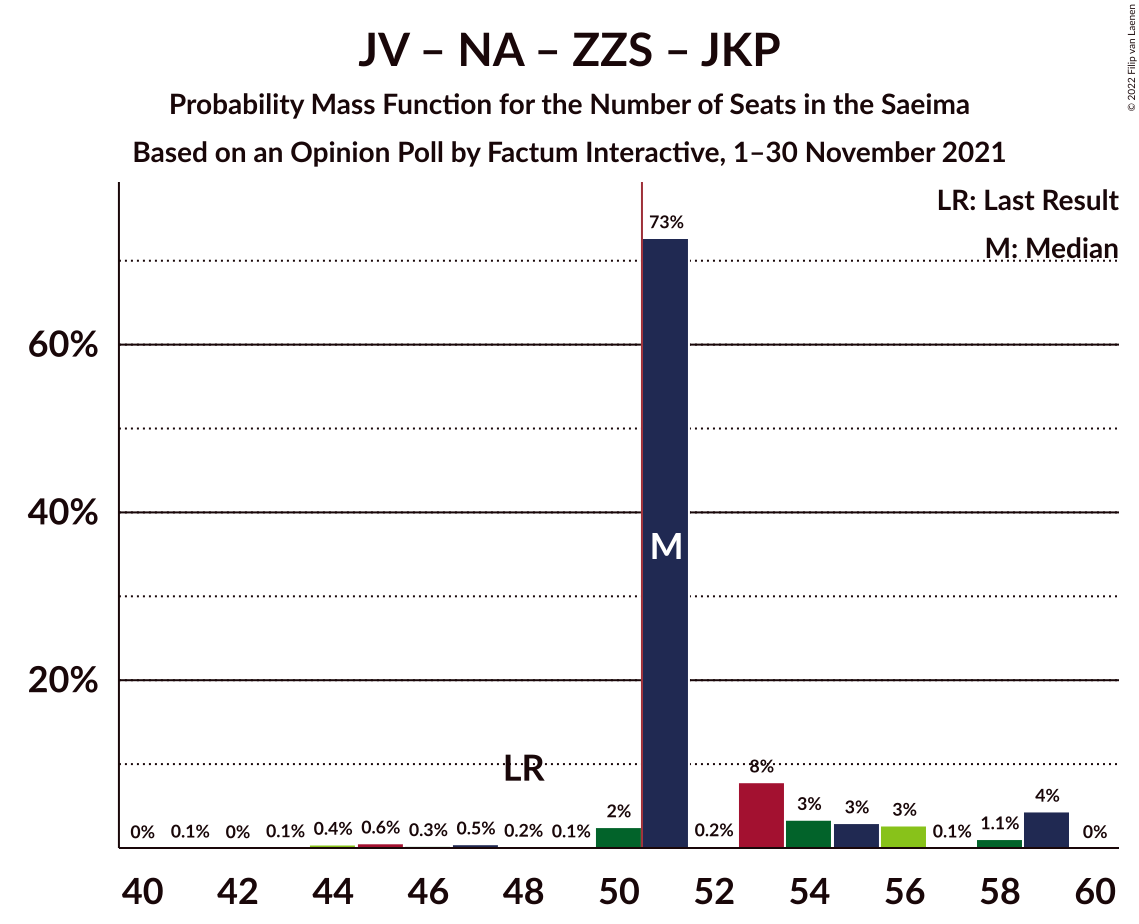 JV – NA – ZZS – JKP
Probability Mass Function for the Number of Seats in the Saeima
Based on an Opinion Poll by Factum Interactive, 1–30 November 2021
© 2022 Filip van Laenen
LR: Last Result
M: Median
60%
40%
20%
0%
0.1%
0%
0.1%
0.4%
0.6%
0.3%
0.5%
0.2%
0.1%
2%
73%
0.2%
8%
3%
3%
3%
0.1%
1.1%
4%
0%
LR
M
40 42 44 46 48 50 52 54 56 58 60